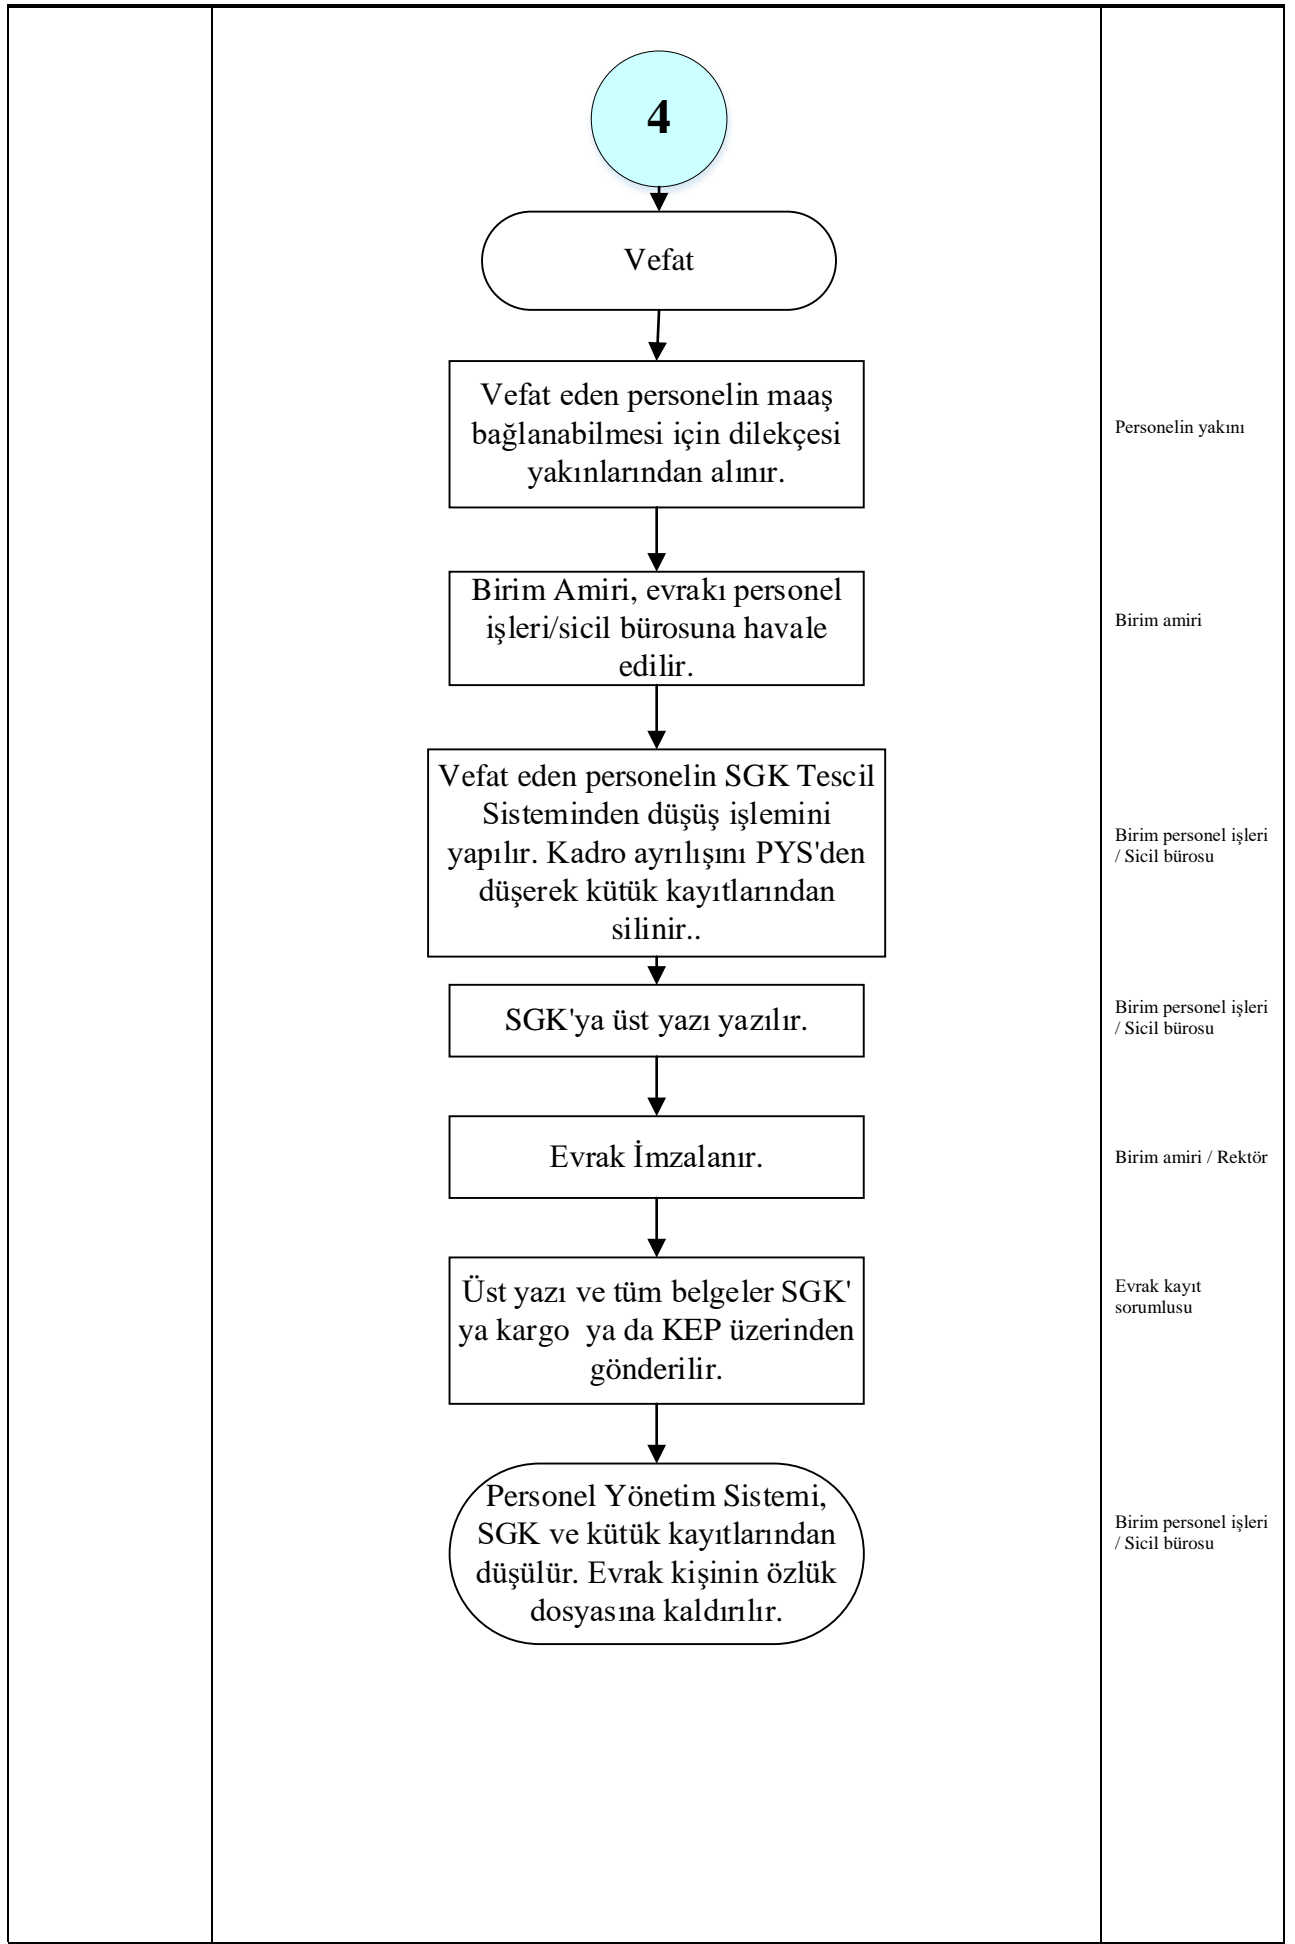 4
Vefat
Vefat eden personelin maaş
bağlanabilmesi için dilekçesi
yakınlarından alınır.
Personelin yakını
Birim Amiri, evrakı personel
işleri/sicil bürosuna havale
edilir.
Birim amiri
Vefat eden personelin SGK Tescil
Sisteminden düşüş işlemini
yapılır. Kadro ayrılışını PYS'den
düşerek kütük kayıtlarından
silinir..
Birim personel işleri
/ Sicil bürosu
SGK'ya üst yazı yazılır.
Birim personel işleri
/ Sicil bürosu
Evrak İmzalanır.
Birim amiri / Rektör
Üst yazı ve tüm belgeler SGK'
ya kargo  ya da KEP üzerinden
gönderilir.
Evrak kayıt
sorumlusu
Personel Yönetim Sistemi,
SGK ve kütük kayıtlarından
düşülür. Evrak kişinin özlük
dosyasına kaldırılır.
Birim personel işleri
/ Sicil bürosu